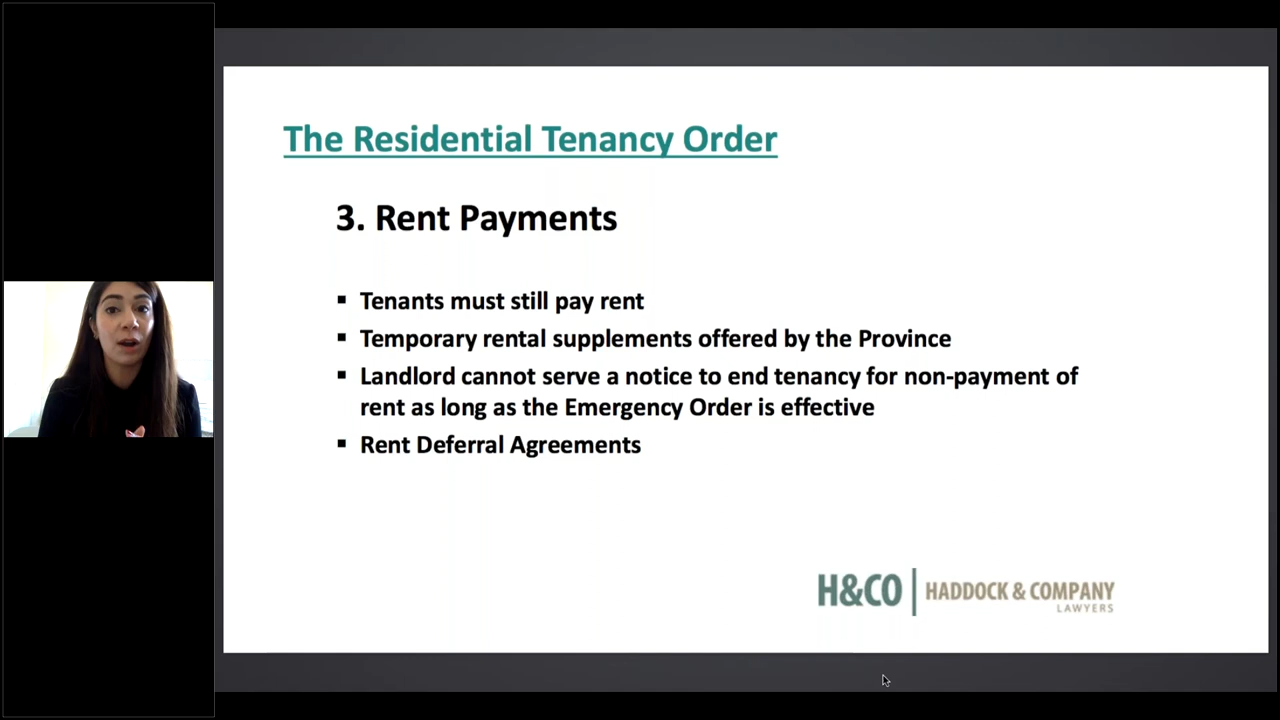 The Residential Tenancy Order
3. Rent Payments
▪ Tenants must still pay rent
▪ Temporary rental supplements offered by the Province
▪ Landlord cannot serve a notice to end tenancy for non-payment of
rent as long as the Emergency Order is effective
▪ Rent Deferral Agreements
H&CO | HADDOCK & COMPANY
LAWYERS